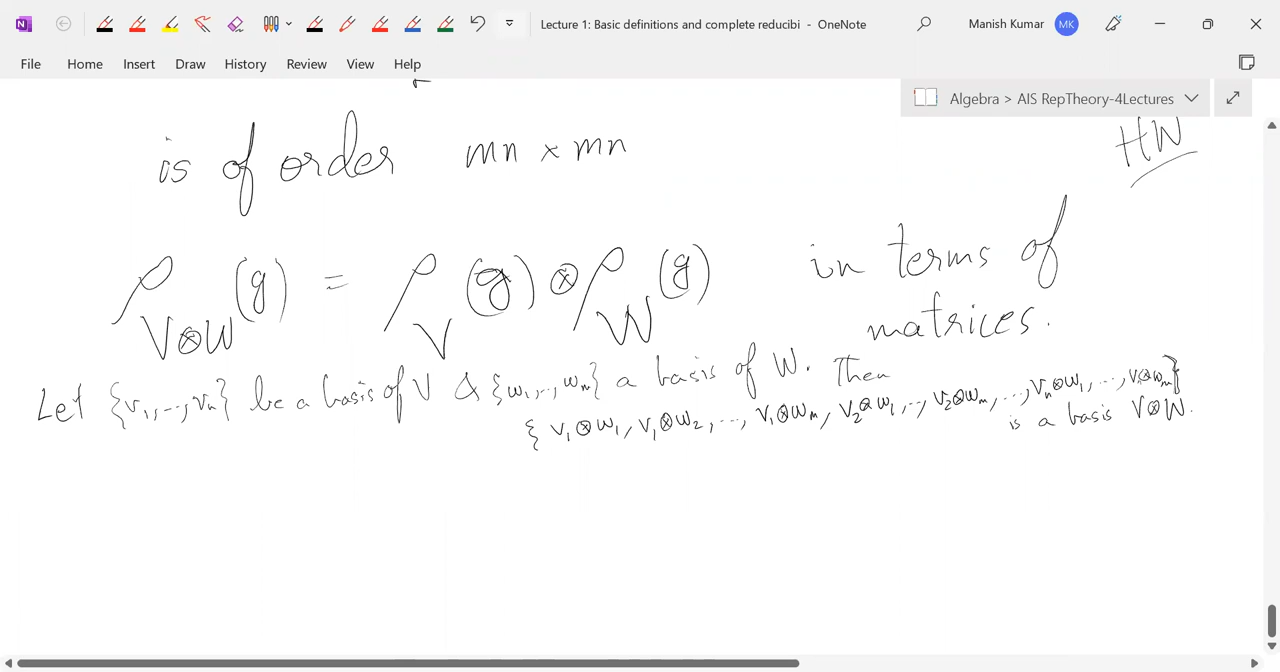 Lecture 1: Basic definitions and complete reducibi - OneNote
Manish Kumar MK
File Home Insert Draw History Review View Help
Algebra > AIS RepTheory-4Lectures
is of order mn × mn
HW
ρ_{V⊗W}(g) = ρ_V(g) ⊗ ρ_W(g) in terms of
matrices.
Let {v₁,..,vₙ} be a basis of V & {w₁,..,wₘ} a basis of W. Then
{ v₁⊗w₁, v₁⊗w₂, ..., v₁⊗wₘ, v₂⊗w₁, .., v₂⊗wₘ, ..., vₙ⊗w₁, ..., vₙ⊗wₘ}
is a basis V⊗W.